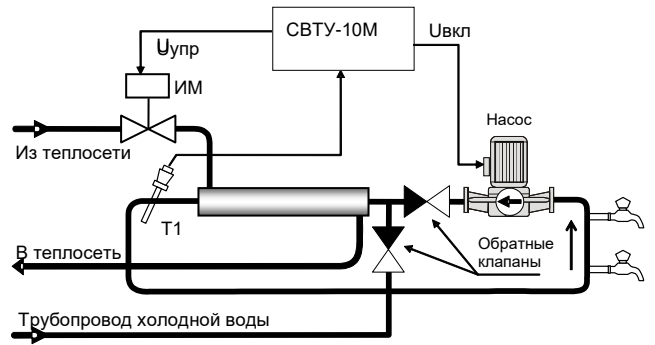 СВТУ-10М
Uупр
Uвкл
ИМ
Насос
Из теплосети
Т1
Обратные
клапаны
В теплосеть
Трубопровод холодной воды